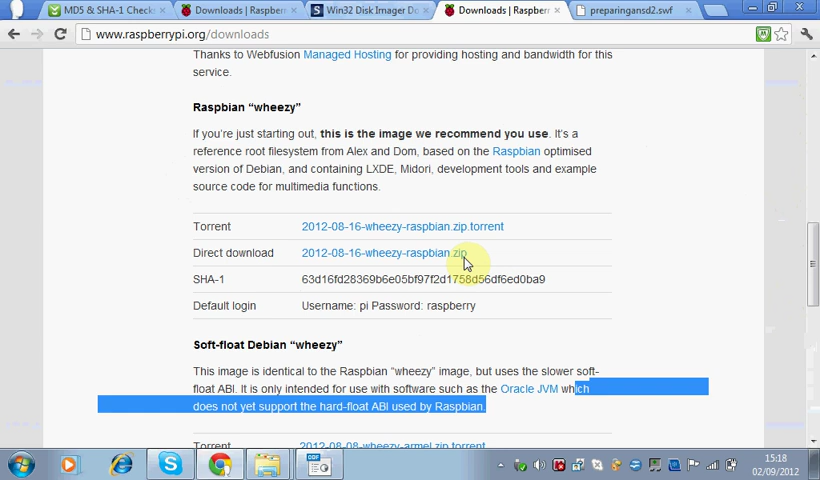 MD5 & SHA-1 Check
Downloads | Raspberr
Win32 Disk Imager Do
Downloads | Raspberr
preparingansd2.swf
www.raspberrypi.org/downloads
Thanks to Webfusion Managed Hosting for providing hosting and bandwidth for this
service.
Raspbian “wheezy”
If you’re just starting out, this is the image we recommend you use. It’s a
reference root filesystem from Alex and Dom, based on the Raspbian optimised
version of Debian, and containing LXDE, Midori, development tools and example
source code for multimedia functions.
Torrent 2012-08-16-wheezy-raspbian.zip.torrent
Direct download 2012-08-16-wheezy-raspbian.zip
SHA-1 63d16fd28369b6e05bf97f2d1758d56df6ed0ba9
Default login Username: pi Password: raspberry
Soft-float Debian “wheezy”
This image is identical to the Raspbian “wheezy” image, but uses the slower soft-
float ABI. It is only intended for use with software such as the Oracle JVM which
does not yet support the hard-float ABI used by Raspbian.
Torrent 2012-08-08-wheezy-armel.zip.torrent
15:18
02/09/2012